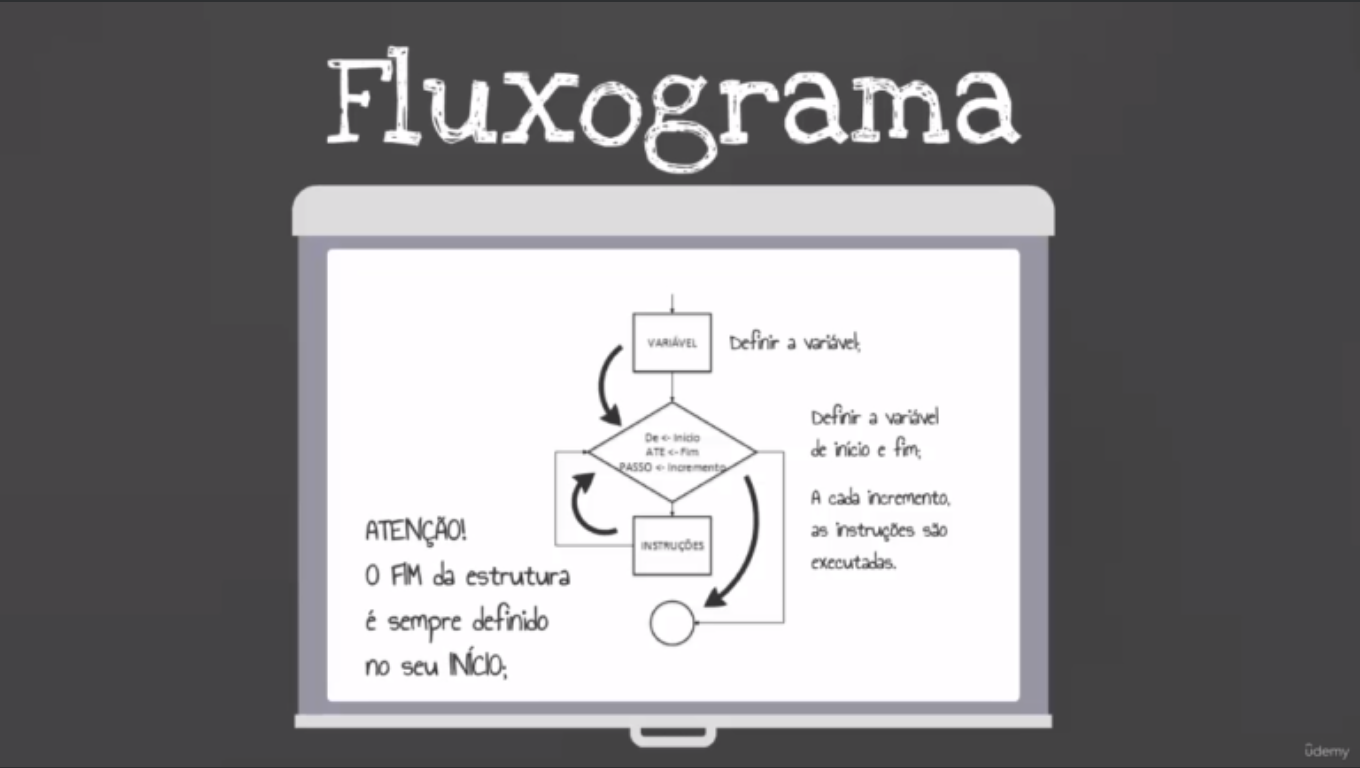 Fluxograma
VARIÁVEL
Definir a variável;
De <- Início
ATE <- Fim
PASSO <- Incremento
Definir a variável
de início e fim;
A cada incremento,
as instruções são
executadas.
INSTRUÇÕES
ATENÇÃO!
O FIM da estrutura
é sempre definido
no seu INÍCIO;
ûdemy